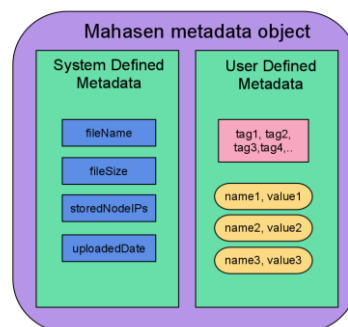 Mahasen metadata object
System Defined
Metadata
fileName
fileSize
storedNodeIPs
uploadedDate
User Defined
Metadata
tag1, tag2,
tag3,tag4,..
name1, value1
name2, value2
name3, value3